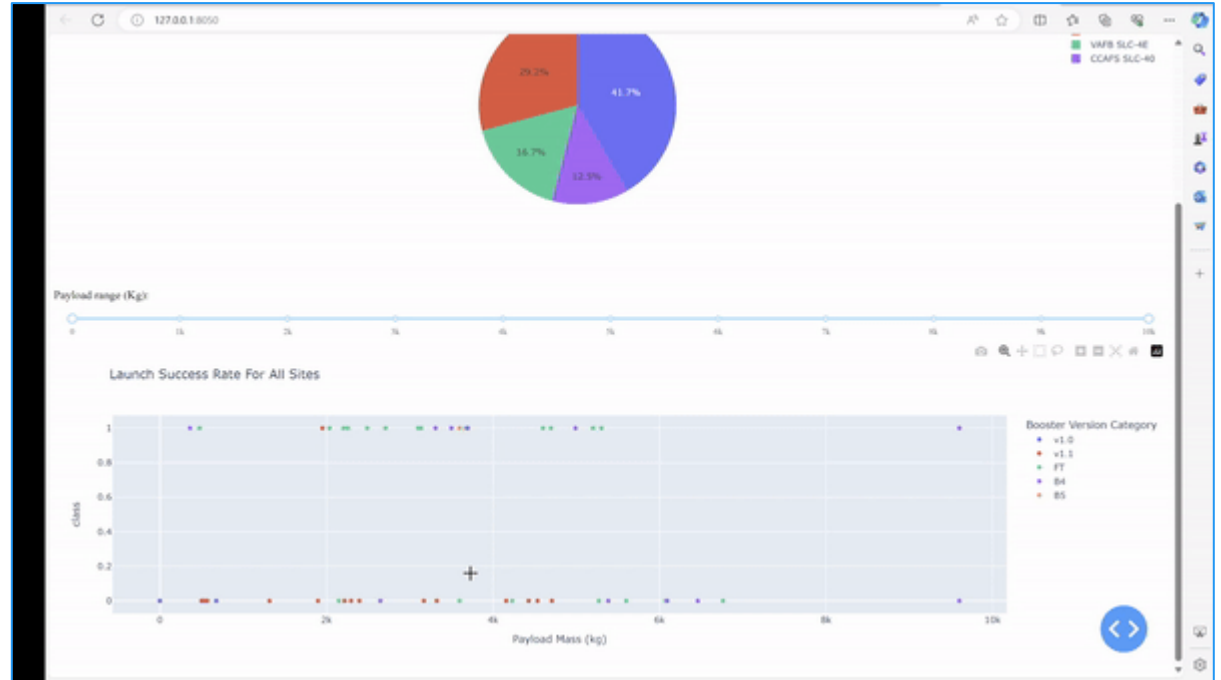 127.0.0.1:8050
VAFB SLC-4E
CCAFS SLC-40
29.2%
41.7%
16.7%
12.5%
Payload range (Kg):
0 1k 2k 3k 4k 5k 6k 7k 8k 9k 10k
Launch Success Rate For All Sites
Booster Version Category
v1.0
v1.1
FT
B4
B5
class
1
0.8
0.6
0.4
0.2
0
0 2k 4k 6k 8k 10k
Payload Mass (kg)